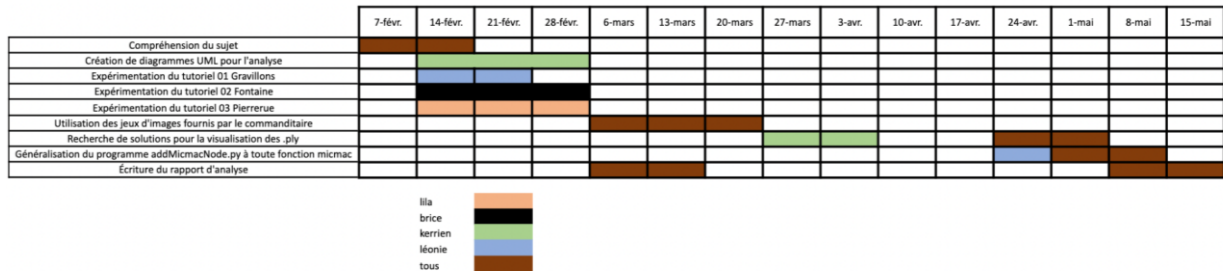 7-févr. 14-févr. 21-févr. 28-févr. 6-mars 13-mars 20-mars 27-mars 3-avr. 10-avr. 17-avr. 24-avr. 1-mai 8-mai 15-mai
Compréhension du sujet
Création de diagrammes UML pour l'analyse
Expérimentation du tutoriel 01 Gravillons
Expérimentation du tutoriel 02 Fontaine
Expérimentation du tutoriel 03 Pierrerue
Utilisation des jeux d'images fournis par le commanditaire
Recherche de solutions pour la visualisation des .ply
Généralisation du programme addMicmacNode.py à toute fonction micmac
Écriture du rapport d'analyse
lila
brice
kerrien
léonie
tous